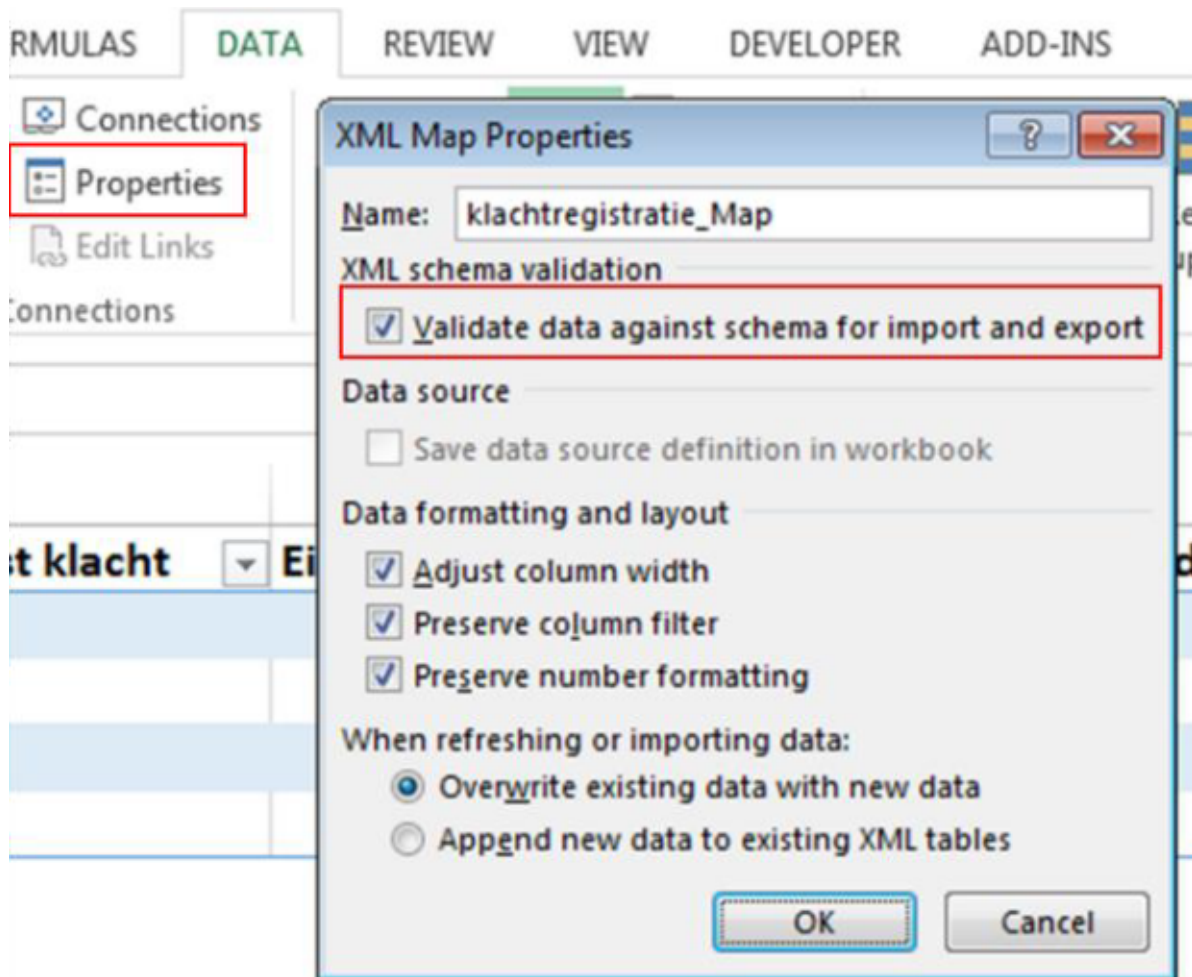 RMULAS DATA REVIEW VIEW DEVELOPER ADD-INS
Connections
Properties
Edit Links
onnections
XML Map Properties
Name: klachtregistratie_Map
XML schema validation
Validate data against schema for import and export
Data source
Save data source definition in workbook
Data formatting and layout
st klacht Ei
Adjust column width
Preserve column filter
Preserve number formatting
When refreshing or importing data:
Overwrite existing data with new data
Append new data to existing XML tables
OK Cancel